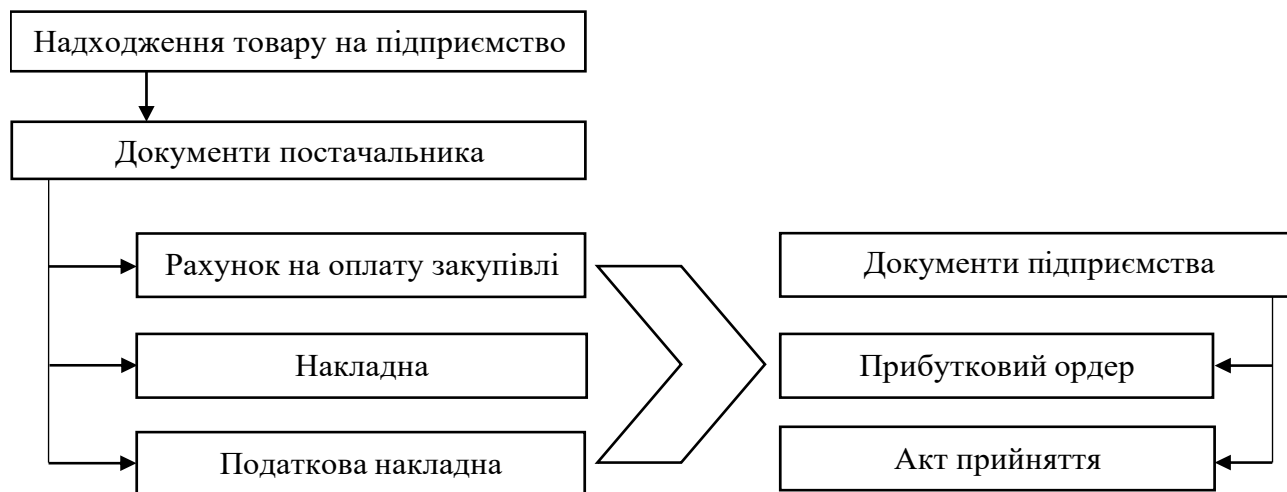 Надходження товару на підприємство
Документи постачальника
Рахунок на оплату закупівлі
Накладна
Податкова накладна
Документи підприємства
Прибутковий ордер
Акт прийняття